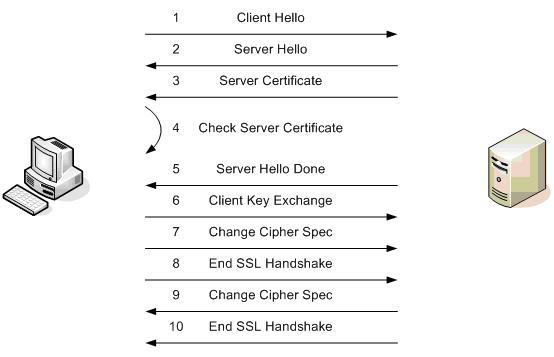 1 Client Hello
2 Server Hello
3 Server Certificate
4 Check Server Certificate
5 Server Hello Done
6 Client Key Exchange
7 Change Cipher Spec
8 End SSL Handshake
9 Change Cipher Spec
10 End SSL Handshake